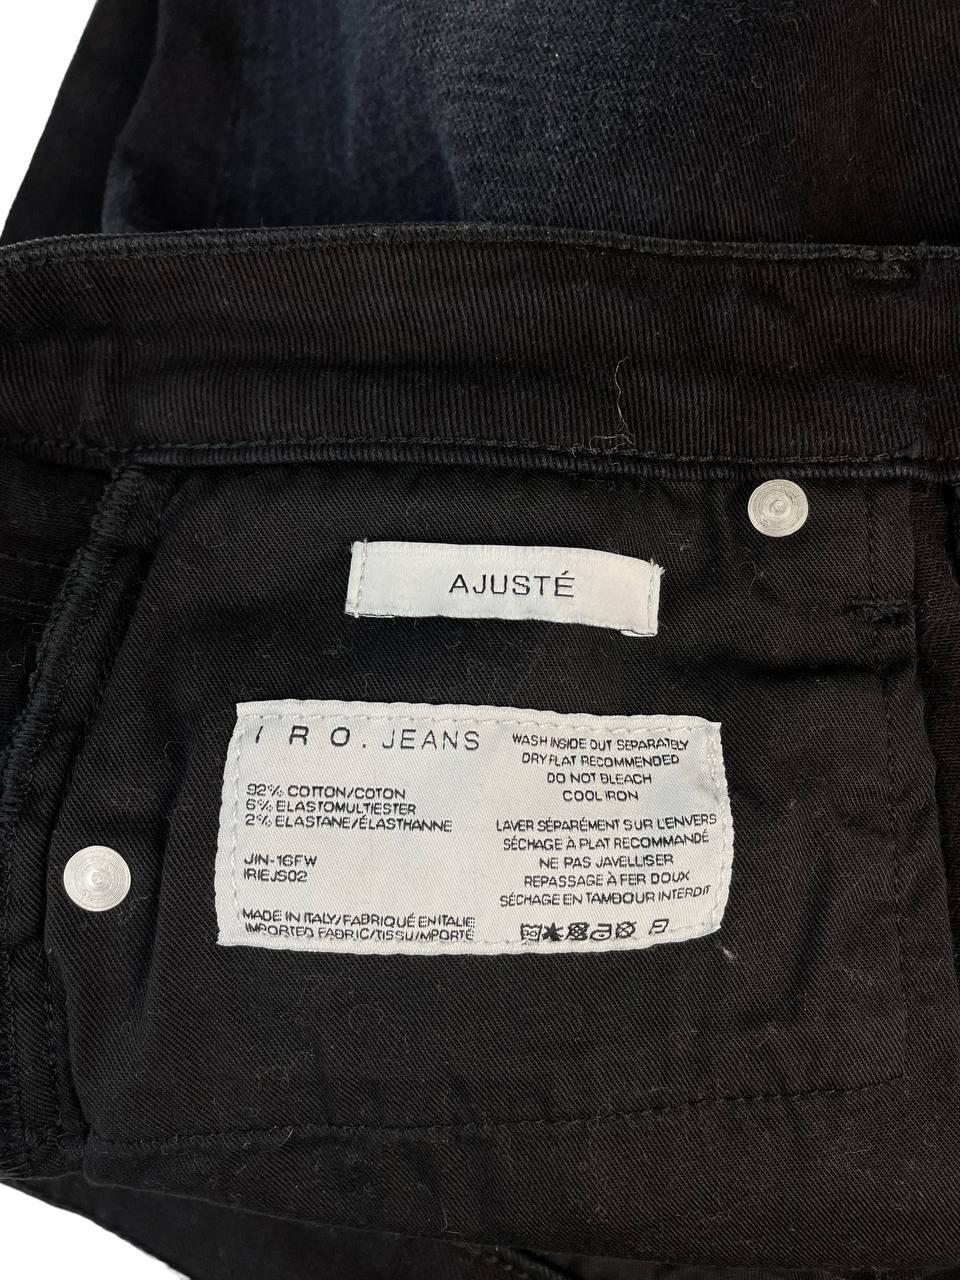 AJUSTÉ
IRO.JEANS
92% COTTON/COTON
6% ELASTOMULTIESTER
2% ELASTANE/ÉLASTHANNE
JIN-16FW
IRIEJS02
MADE IN ITALY/FABRIQUÉ EN ITALIE
IMPORTED FABRIC/TISSU IMPORTÉ
WASH INSIDE OUT SEPARATELY
DRY FLAT RECOMMENDED
DO NOT BLEACH
COOL IRON
LAVER SÉPARÉMENT SUR L'ENVERS
SÉCHAGE À PLAT RECOMMANDÉ
NE PAS JAVELLISER
REPASSAGE À FER DOUX
SÉCHAGE EN TAMBOUR INTERDIT